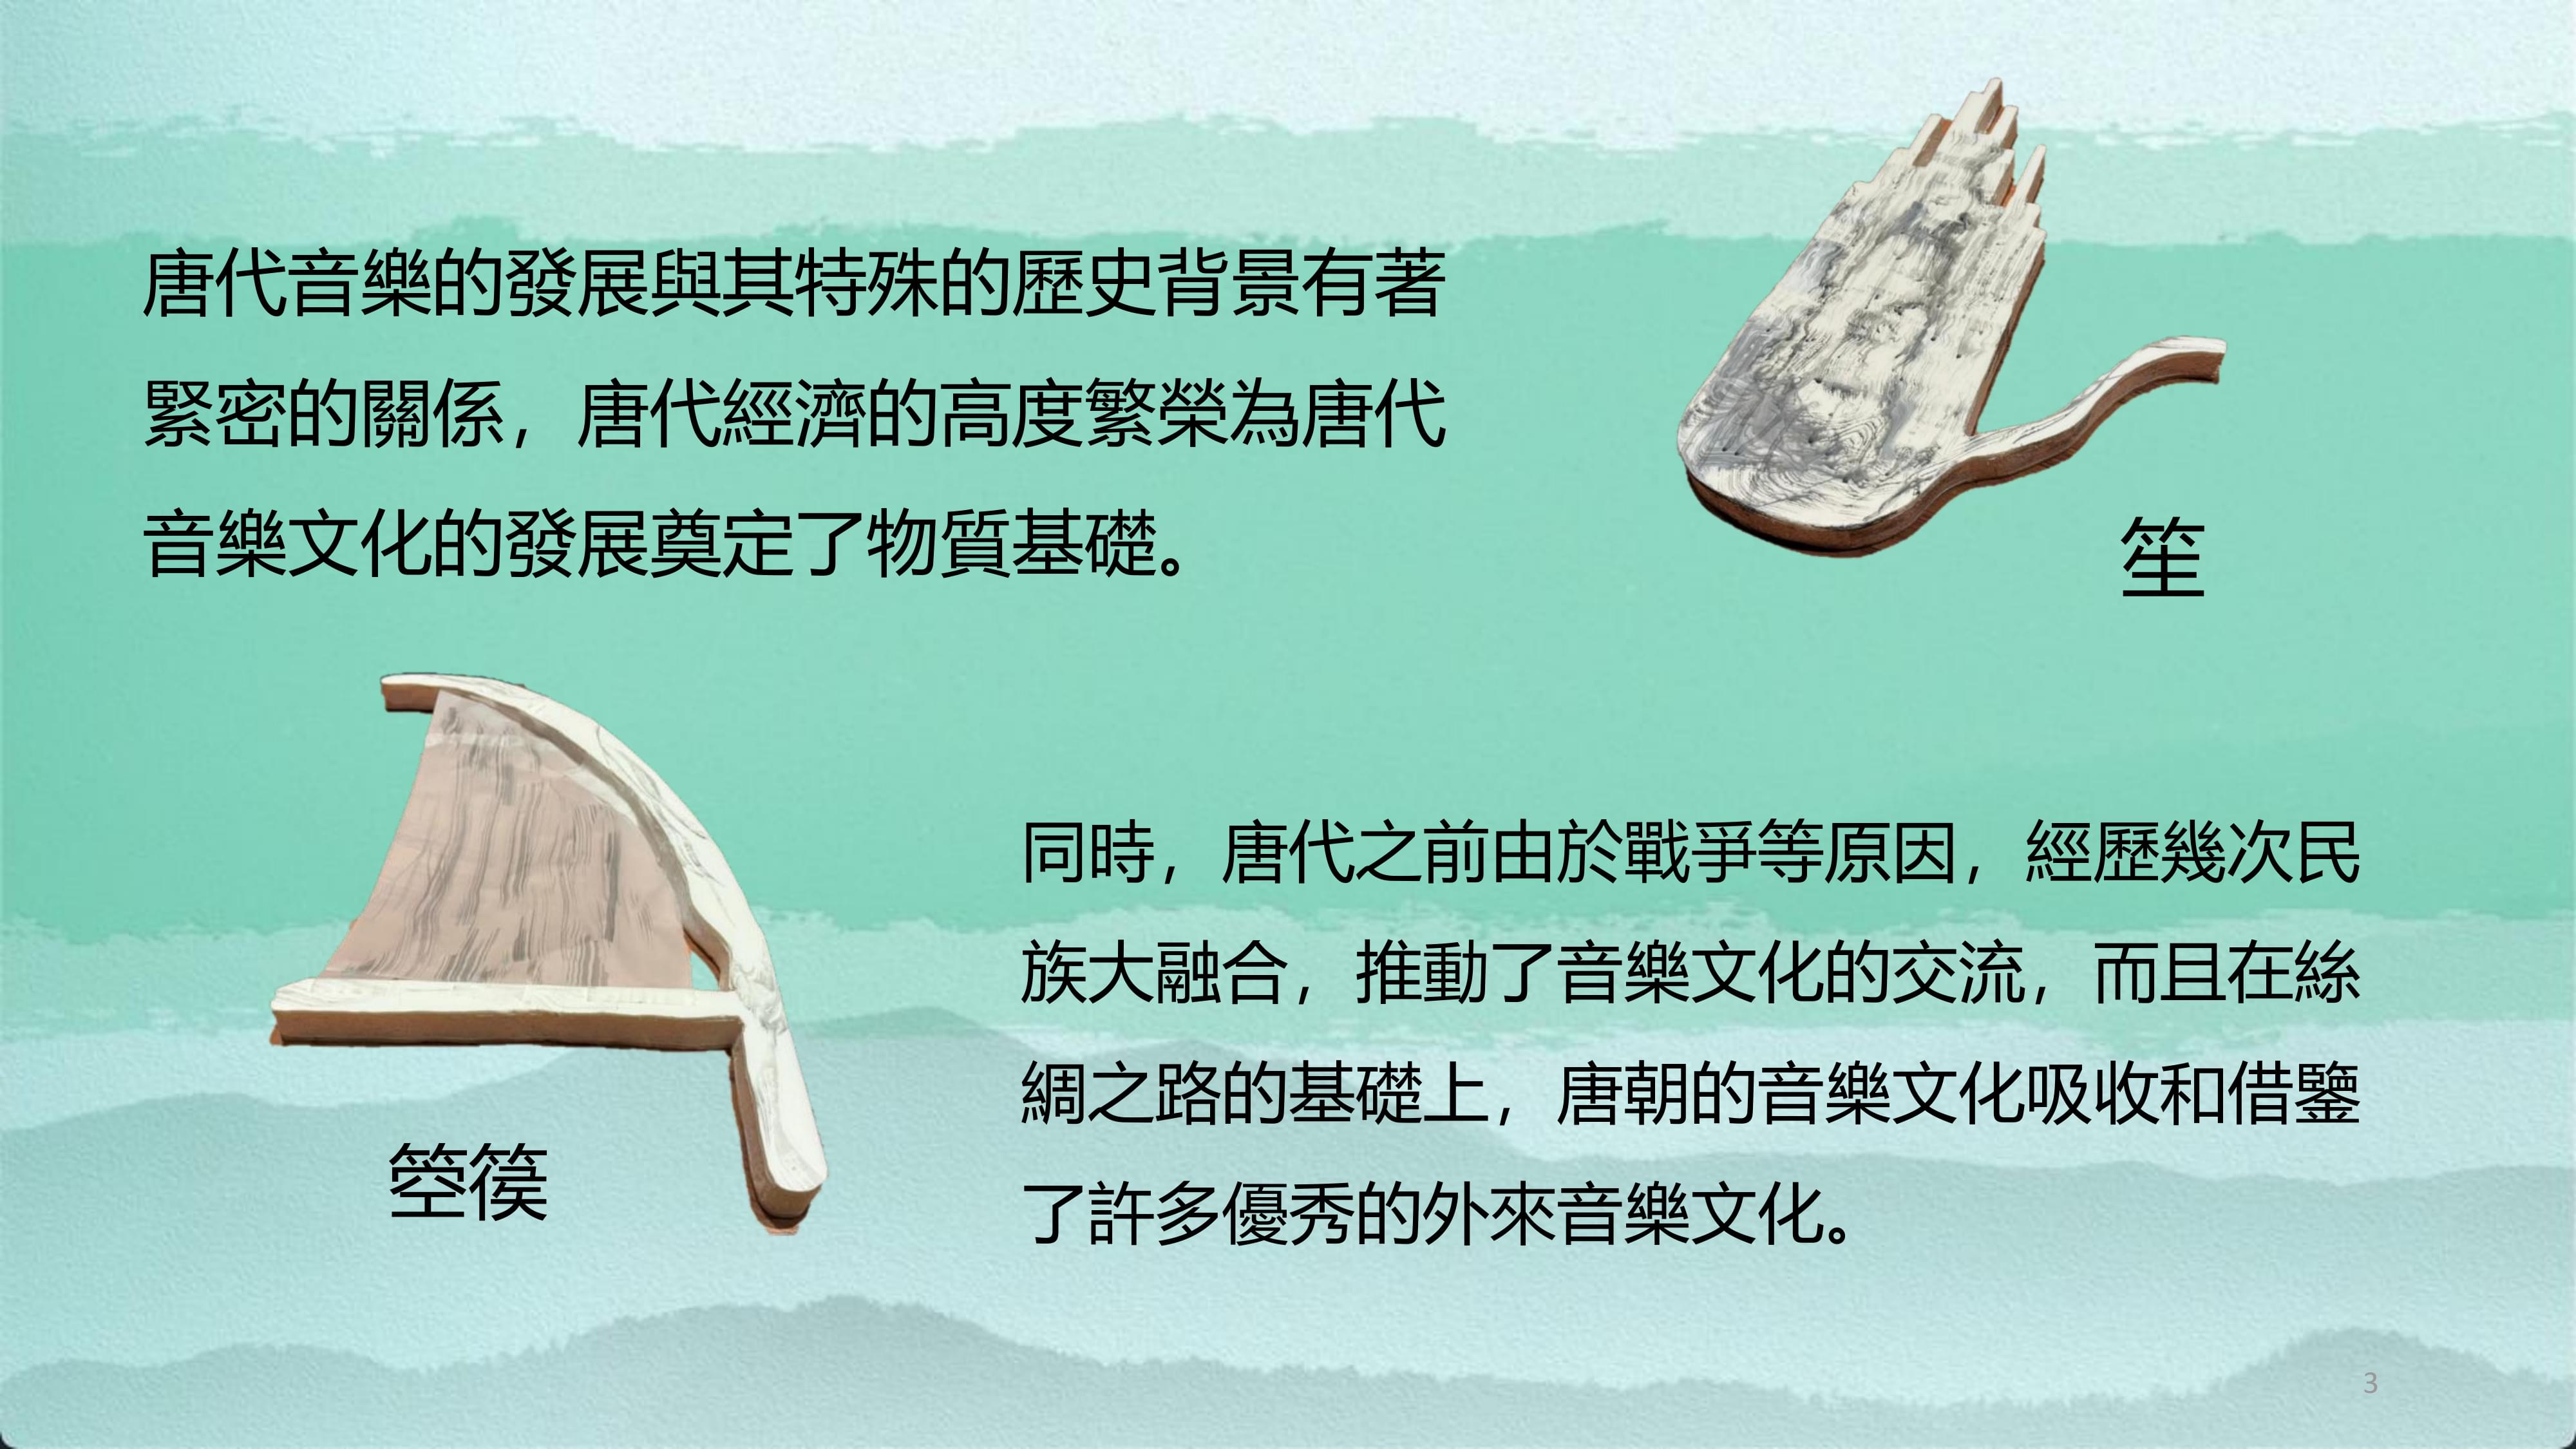 唐代音樂的發展與其特殊的歷史背景有著
緊密的關係，唐代經濟的高度繁榮為唐代
音樂文化的發展奠定了物質基礎。
笙
同時，唐代之前由於戰爭等原因，經歷幾次民
族大融合，推動了音樂文化的交流，而且在絲
綢之路的基礎上，唐朝的音樂文化吸收和借鑒
了許多優秀的外來音樂文化。
箜篌
3